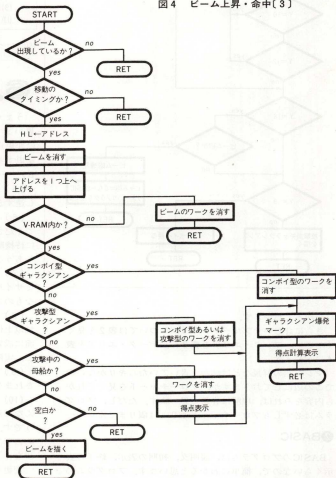 図4 ビーム上昇・命中〔3〕
START
ビーム
出現しているか?
no
RET
yes
移動の
タイミングか?
no
RET
yes
HL←アドレス
ビームを消す
アドレスを1つ上へ
上げる
V-RAM内か?
no
ビームのワークを消す
RET
yes
コンボイ型
ギャラクシアン
?
yes
コンボイ型のワークを
消す
no
攻撃型
ギャラクシアン
?
yes
コンボイ型あるいは
攻撃型のワークを消す
ギャラクシアン爆発
マーク
得点計算表示
RET
no
攻撃中の
母船か?
yes
ワークを消す
得点表示
no
空白か
?
no
RET
yes
ビームを描く
RET